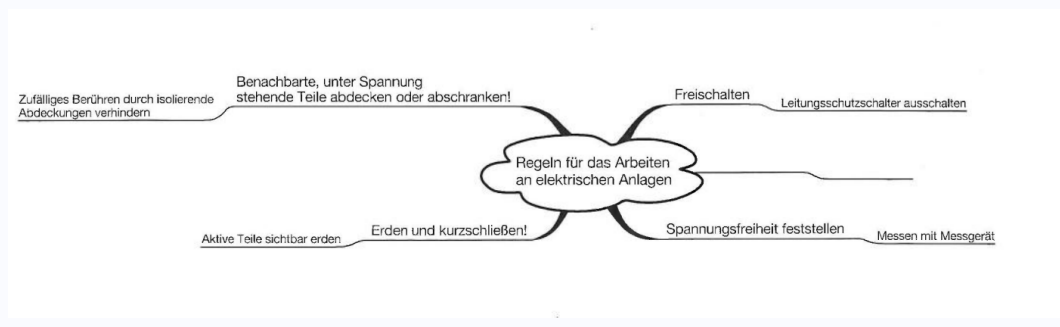 Benachbarte, unter Spannung
stehende Teile abdecken oder abschranken!
Zufälliges Berühren durch isolierende
Abdeckungen verhindern
Freischalten
Leitungsschutzschalter ausschalten
Regeln für das Arbeiten
an elektrischen Anlagen
Erden und kurzschließen!
Aktive Teile sichtbar erden
Spannungsfreiheit feststellen
Messen mit Messgerät